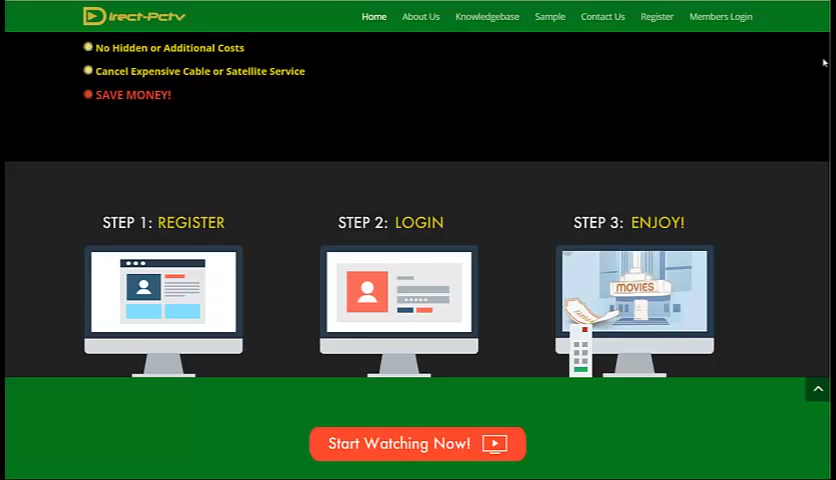 Direct-Pctv
Home About Us Knowledgebase Sample Contact Us Register Members Login
No Hidden or Additional Costs
Cancel Expensive Cable or Satellite Service
SAVE MONEY!
STEP 1: REGISTER STEP 2: LOGIN STEP 3: ENJOY!
MOVIES
Start Watching Now!